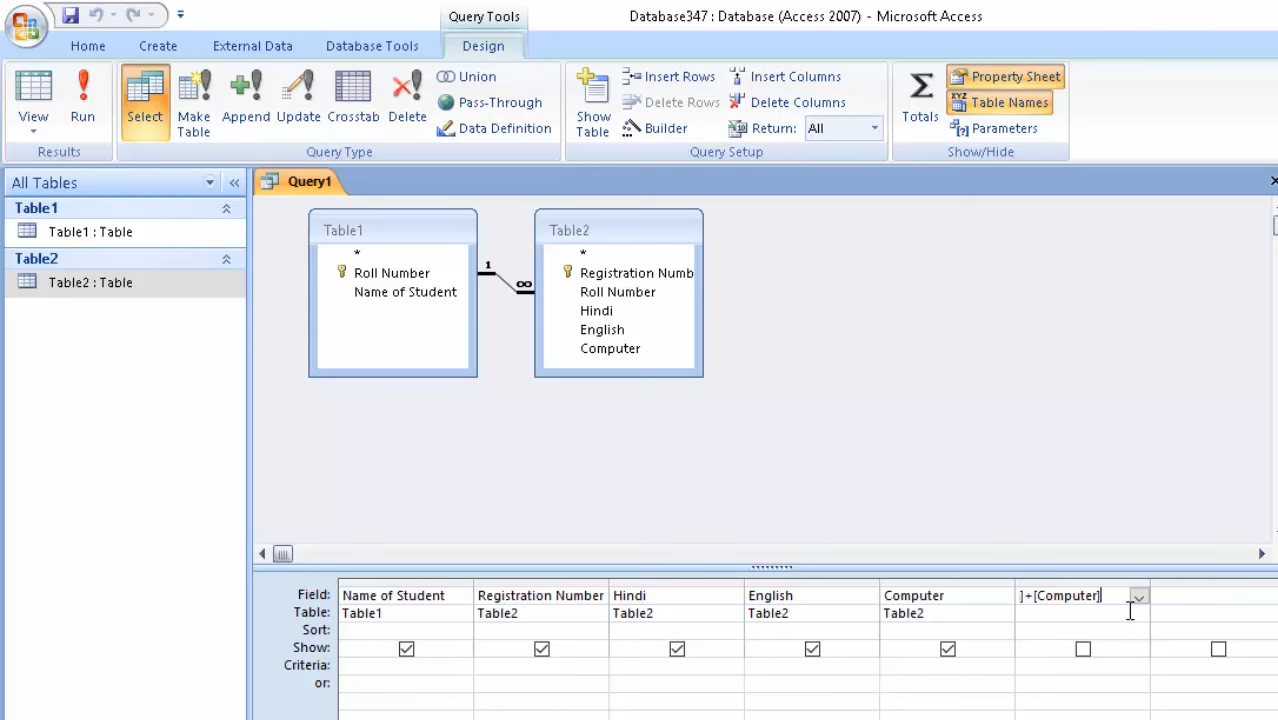 Query Tools
Database347 : Database (Access 2007) - Microsoft Access
Home Create External Data Database Tools Design
View Run Select Make Table Append Update Crosstab Delete
Union
Pass-Through
Data Definition
Show Table
Insert Rows
Delete Rows
Builder
Insert Columns
Delete Columns
Return: All
Totals
Property Sheet
XYZ Table Names
[?] Parameters
Results Query Type Query Setup Show/Hide
All Tables
Table1
Table1 : Table
Table2
Table2 : Table
Query1
Table1
*
Roll Number
Name of Student
1 ∞
Table2
*
Registration Numb
Roll Number
Hindi
English
Computer
Field: Name of Student Registration Number Hindi English Computer ]+[Computer]
Table: Table1 Table2 Table2 Table2 Table2
Sort:
Show:
Criteria:
or: